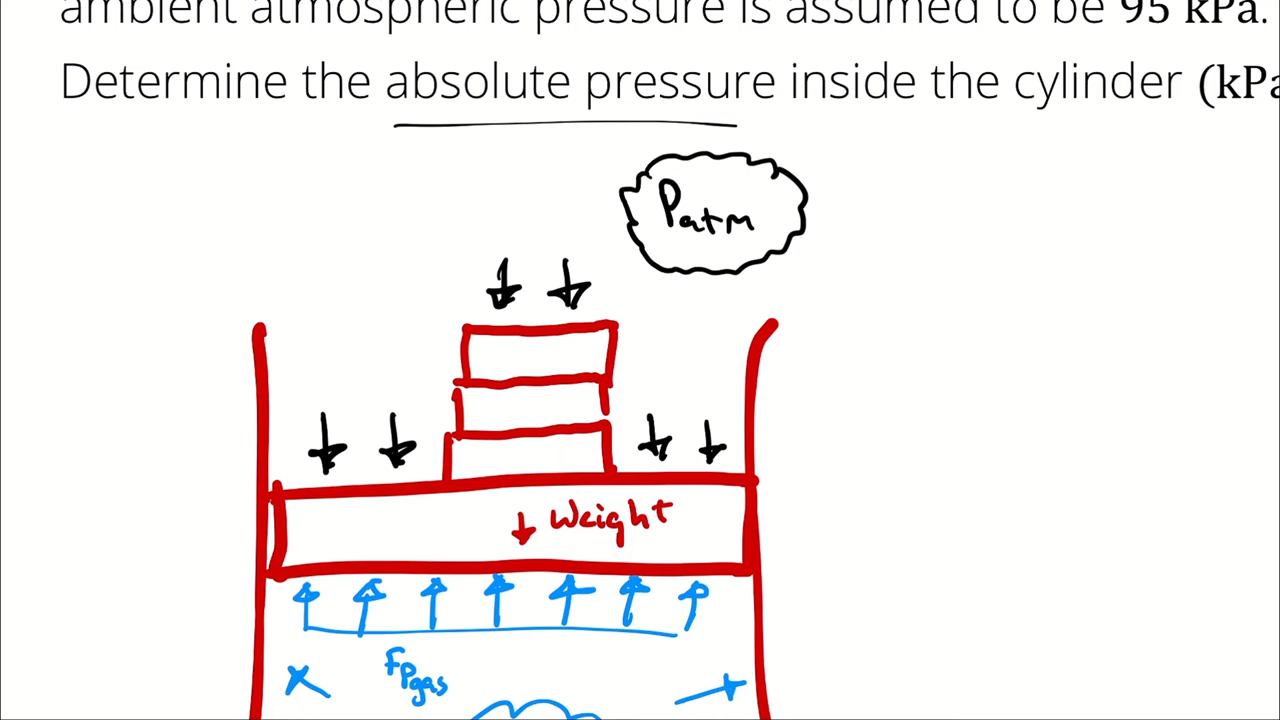 ambient atmospheric pressure is assumed to be 95 kPa.
Determine the absolute pressure inside the cylinder (kPa
Patm
Weight
FPgas